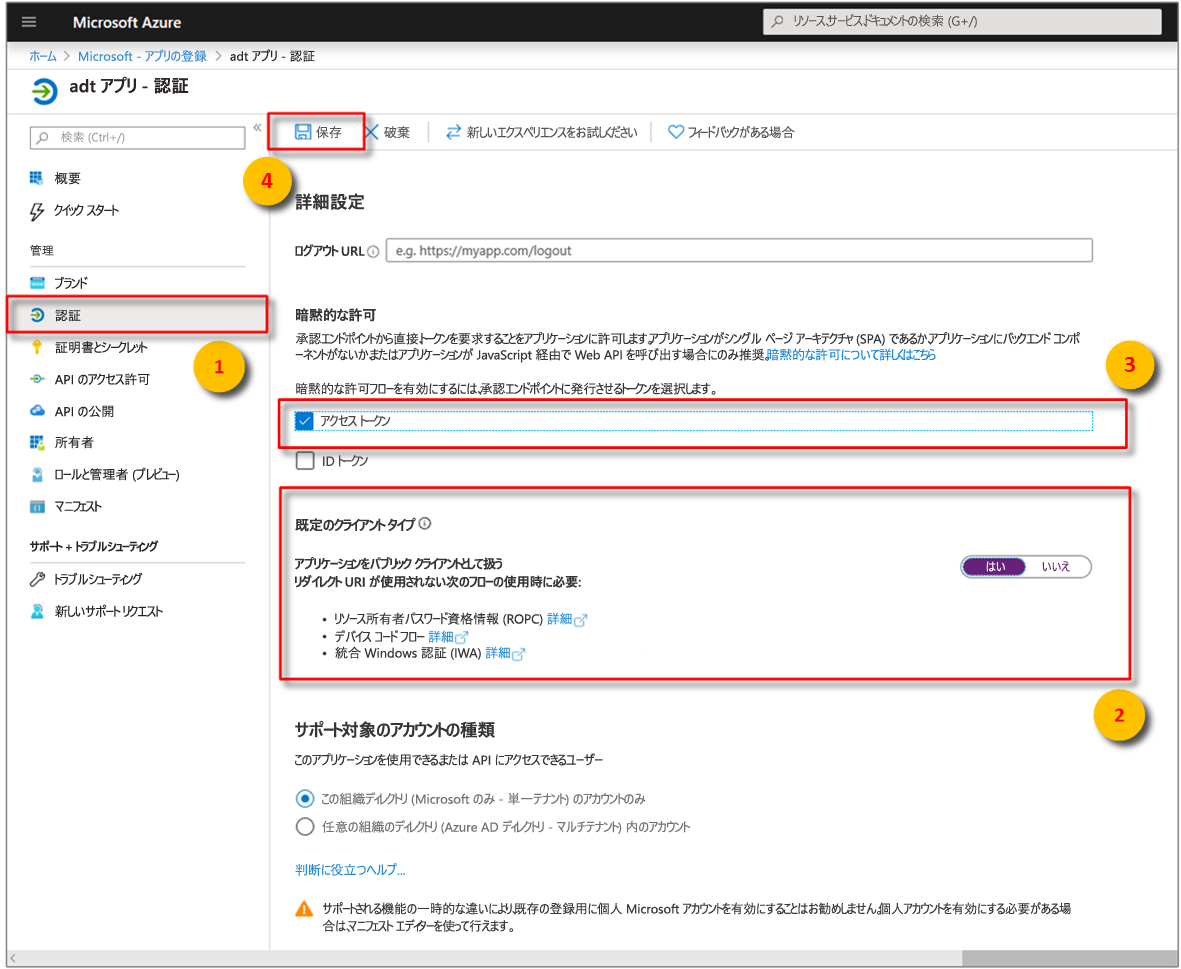 Microsoft Azure
リソース サービス ドキュメントの検索 (G+/)
ホーム > Microsoft - アプリの登録 > adt アプリ - 認証
adt アプリ - 認証
検索 (Ctrl+/)
«
保存
破棄
新しいエクスペリエンスをお試しください
フィードバックがある場合
4
概要
クイック スタート
管理
ブランド
認証
証明書とシークレット
1
API のアクセス許可
API の公開
所有者
ロールと管理者 (プレビュー)
マニフェスト
サポート + トラブルシューティング
トラブルシューティング
新しいサポート リクエスト
詳細設定
ログアウト URL
e.g. https://myapp.com/logout
暗黙的な許可
承認エンドポイントから直接トークンを要求することをアプリケーションに許可します。アプリケーションがシングル ページ アーキテクチャ (SPA) であるか、アプリケーションにバックエンド コンポ
ーネントがないか、またはアプリケーションが JavaScript 経由で Web API を呼び出す場合にのみ推奨。暗黙的な許可について詳しくはこちら
3
暗黙的な許可フローを有効にするには、承認エンドポイントに発行させるトークンを選択します。
アクセス トークン
ID トークン
既定のクライアント タイプ
アプリケーションをパブリック クライアントとして扱う
リダイレクト URI が使用されない次のフローの使用時に必要:
はい いいえ
• リソース所有者パスワード資格情報 (ROPC) 詳細
• デバイス コード フロー 詳細
• 統合 Windows 認証 (IWA) 詳細
2
サポート対象のアカウントの種類
このアプリケーションを使用できるまたは API にアクセスできるユーザー
この組織ディレクトリ (Microsoft のみ - 単一テナント) のアカウントのみ
任意の組織のディレクトリ (Azure AD ディレクトリ - マルチテナント) 内のアカウント
判断に役立つヘルプ...
サポートされる機能の一時的な違いにより、既存の登録用に個人 Microsoft アカウントを有効にすることはお勧めしません。個人アカウントを有効にする必要がある場
合は、マニフェスト エディターを使って行えます。